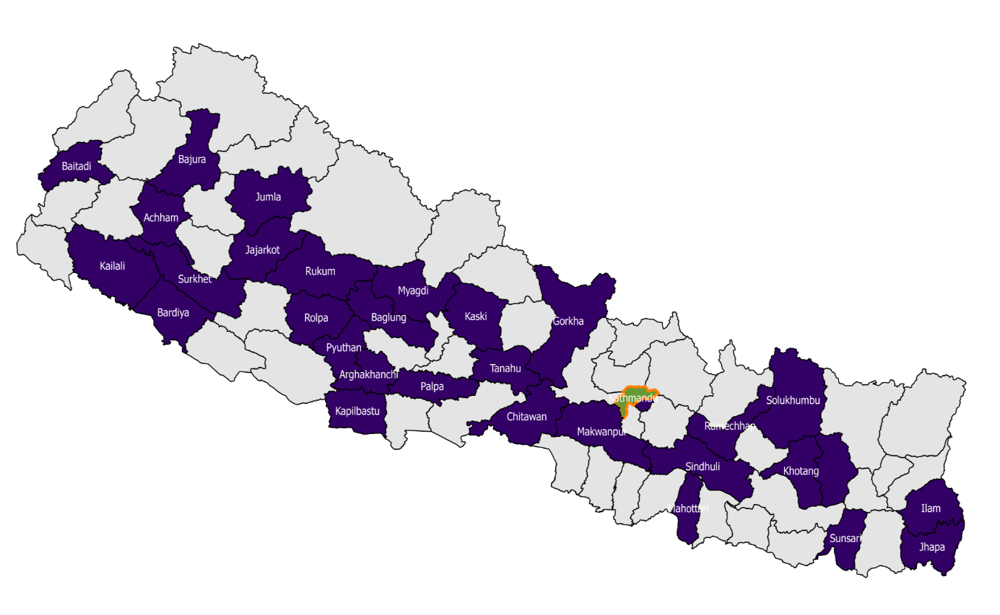 Baitadi
Bajura
Jumla
Achham
Jajarkot
Kailali
Rukum
Surkhet
Myagdi
Bardiya
Rolpa
Baglung
Kaski
Gorkha
Pyuthan
Tanahu
Arghakhanchi
Palpa
Kathmandu
Solukhumbu
Kapilbastu
Chitawan
Ramechhap
Makwanpur
Sindhuli
Khotang
Mahottari
Ilam
Sunsari
Jhapa